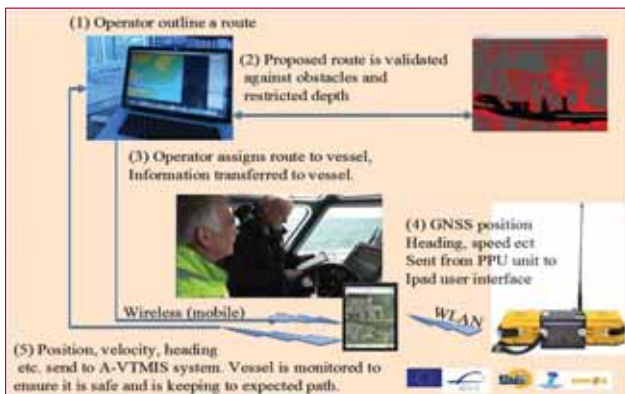 (1) Operator outline a route
(2) Proposed route is validated
against obstacles and
restricted depth
(3) Operator assigns route to vessel,
Information transferred to vessel.
(4) GNSS position
Heading, speed ect
Sent from PPU unit to
Ipad user interface
Wireless (mobile)
WLAN
(5) Position, velocity, heading
etc. send to A-VTMIS system. Vessel is monitored to
ensure it is safe and is keeping to expected path.